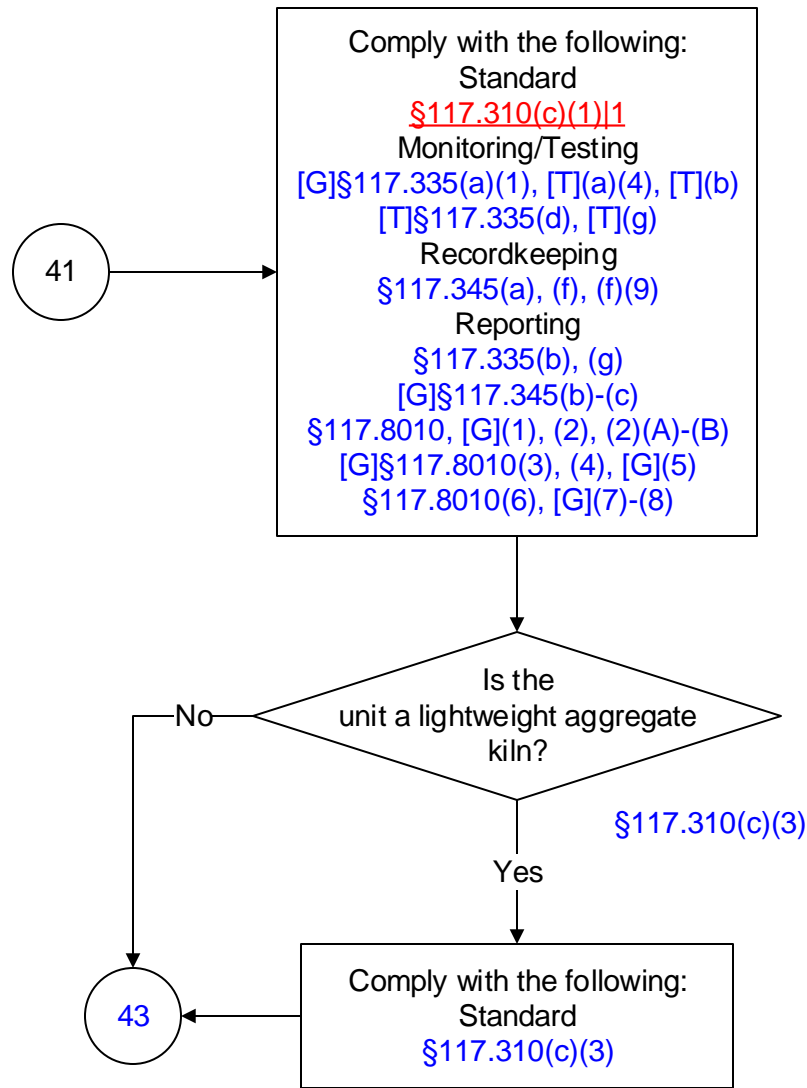 Comply with the following:
Standard
§117.310(c)(1)|1
Monitoring/Testing
[G]§117.335(a)(1), [T](a)(4), [T](b)
[T]§117.335(d), [T](g)
Recordkeeping
§117.345(a), (f), (f)(9)
Reporting
§117.335(b), (g)
[G]§117.345(b)-(c)
§117.8010, [G](1), (2), (2)(A)-(B)
[G]§117.8010(3), (4), [G](5)
§117.8010(6), [G](7)-(8)
41
Is the
unit a lightweight aggregate
kiln?
No
§117.310(c)(3)
Yes
Comply with the following:
Standard
§117.310(c)(3)
43